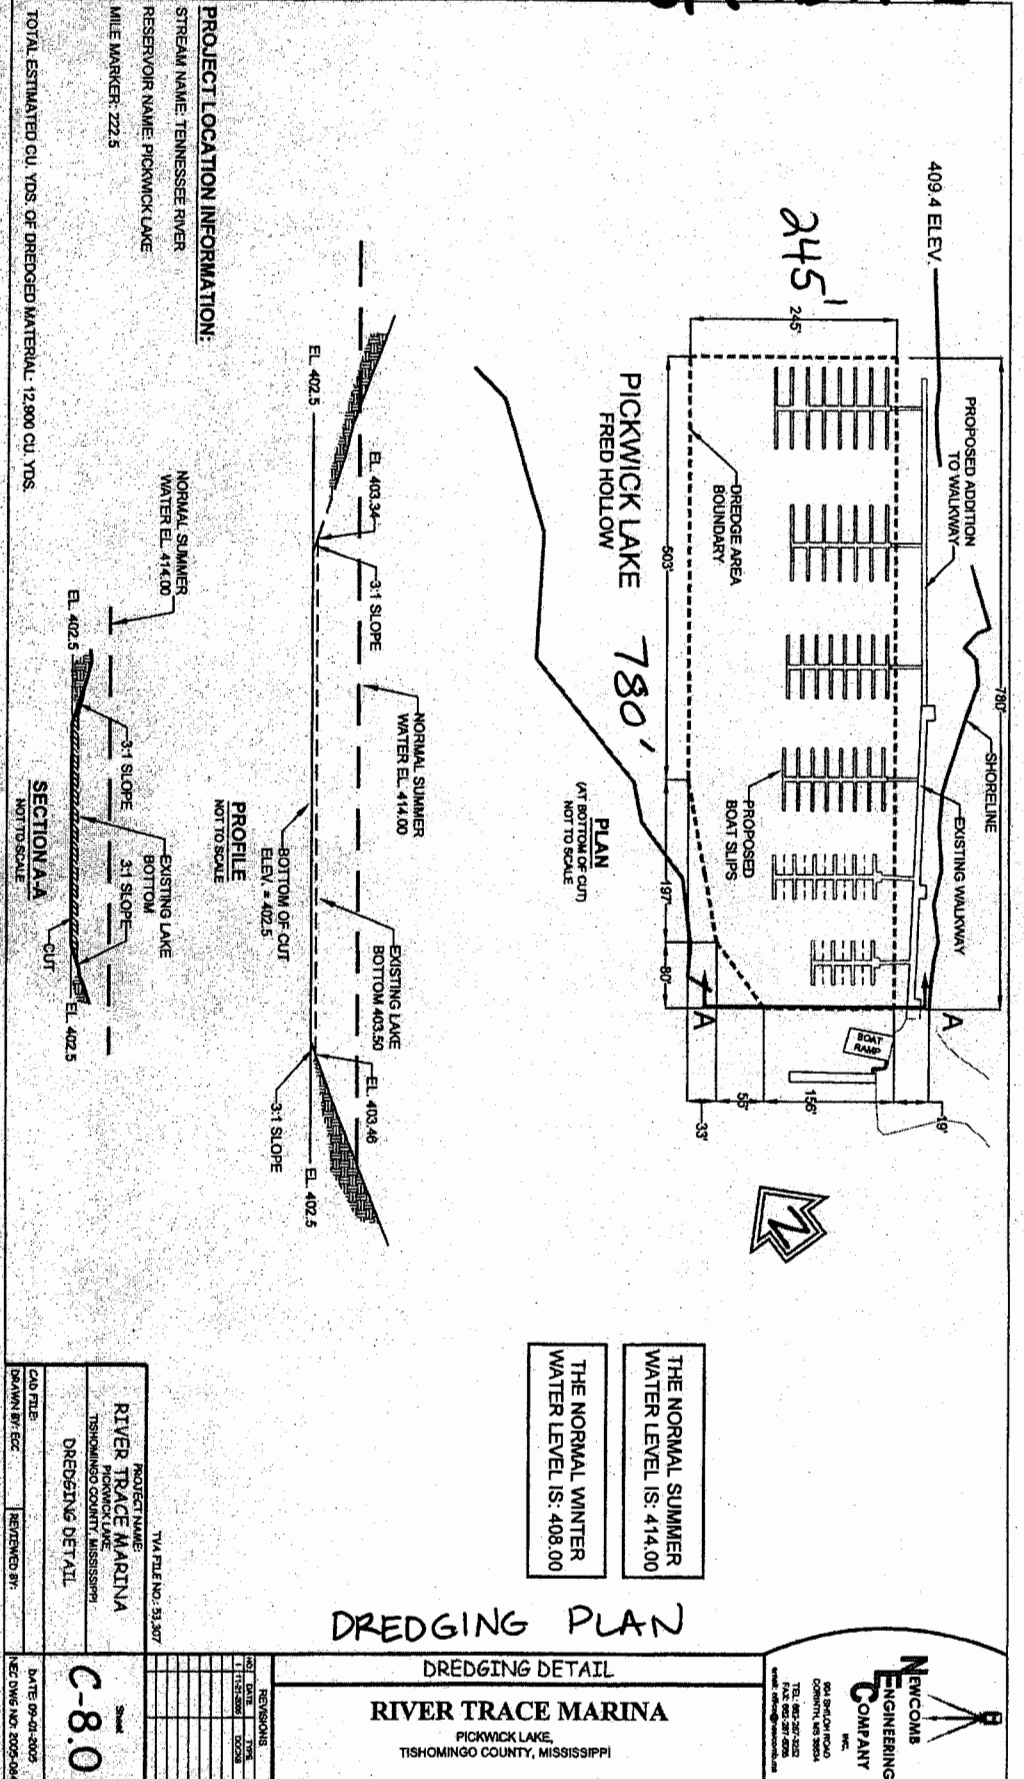 409.4 ELEV.
PROPOSED ADDITION
TO WALKWAY
780'
SHORELINE
EXISTING WALKWAY
245'
245'
DREDGE AREA
BOUNDARY
PROPOSED
BOAT SLIPS
PICKWICK LAKE
FRED HOLLOW
780'
503'
197'
80'
A
A
BOAT
RAMP
19'
156'
33'
N
PLAN
(AT BOTTOM OF CUT)
NOT TO SCALE
EL. 402.5
EL. 403.34
3:1 SLOPE
NORMAL SUMMER
WATER EL. 414.00
EXISTING LAKE
BOTTOM 403.50
EL. 403.46
3:1 SLOPE
EL. 402.5
BOTTOM OF CUT
ELEV. = 402.5
PROFILE
NOT TO SCALE
NORMAL SUMMER
WATER EL. 414.00
EL. 402.5
3:1 SLOPE
EXISTING LAKE
BOTTOM
3:1 SLOPE
EL. 402.5
CUT
SECTION A-A
NOT TO SCALE
PROJECT LOCATION INFORMATION:
STREAM NAME: TENNESSEE RIVER
RESERVOIR NAME: PICKWICK LAKE
MILE MARKER: 222.5
TOTAL ESTIMATED CU. YDS. OF DREDGED MATERIAL: 12,900 CU. YDS.
THE NORMAL SUMMER
WATER LEVEL IS: 414.00
THE NORMAL WINTER
WATER LEVEL IS: 408.00
DREDGING PLAN
DREDGING DETAIL
RIVER TRACE MARINA
PICKWICK LAKE,
TISHOMINGO COUNTY, MISSISSIPPI
NEWCOMB
ENGINEERING
COMPANY
INC.
REVISIONS
NO. DATE TYPE
TVA FILE NO.: 53,307
PROJECT NAME:
RIVER TRACE MARINA
PICKWICK LAKE,
TISHOMINGO COUNTY, MISSISSIPPI
DREDGING DETAIL
CAD FILE:
DRAWN BY: ECC
REVIEWED BY:
Sheet
C-8.0
DATE: 09-01-2005